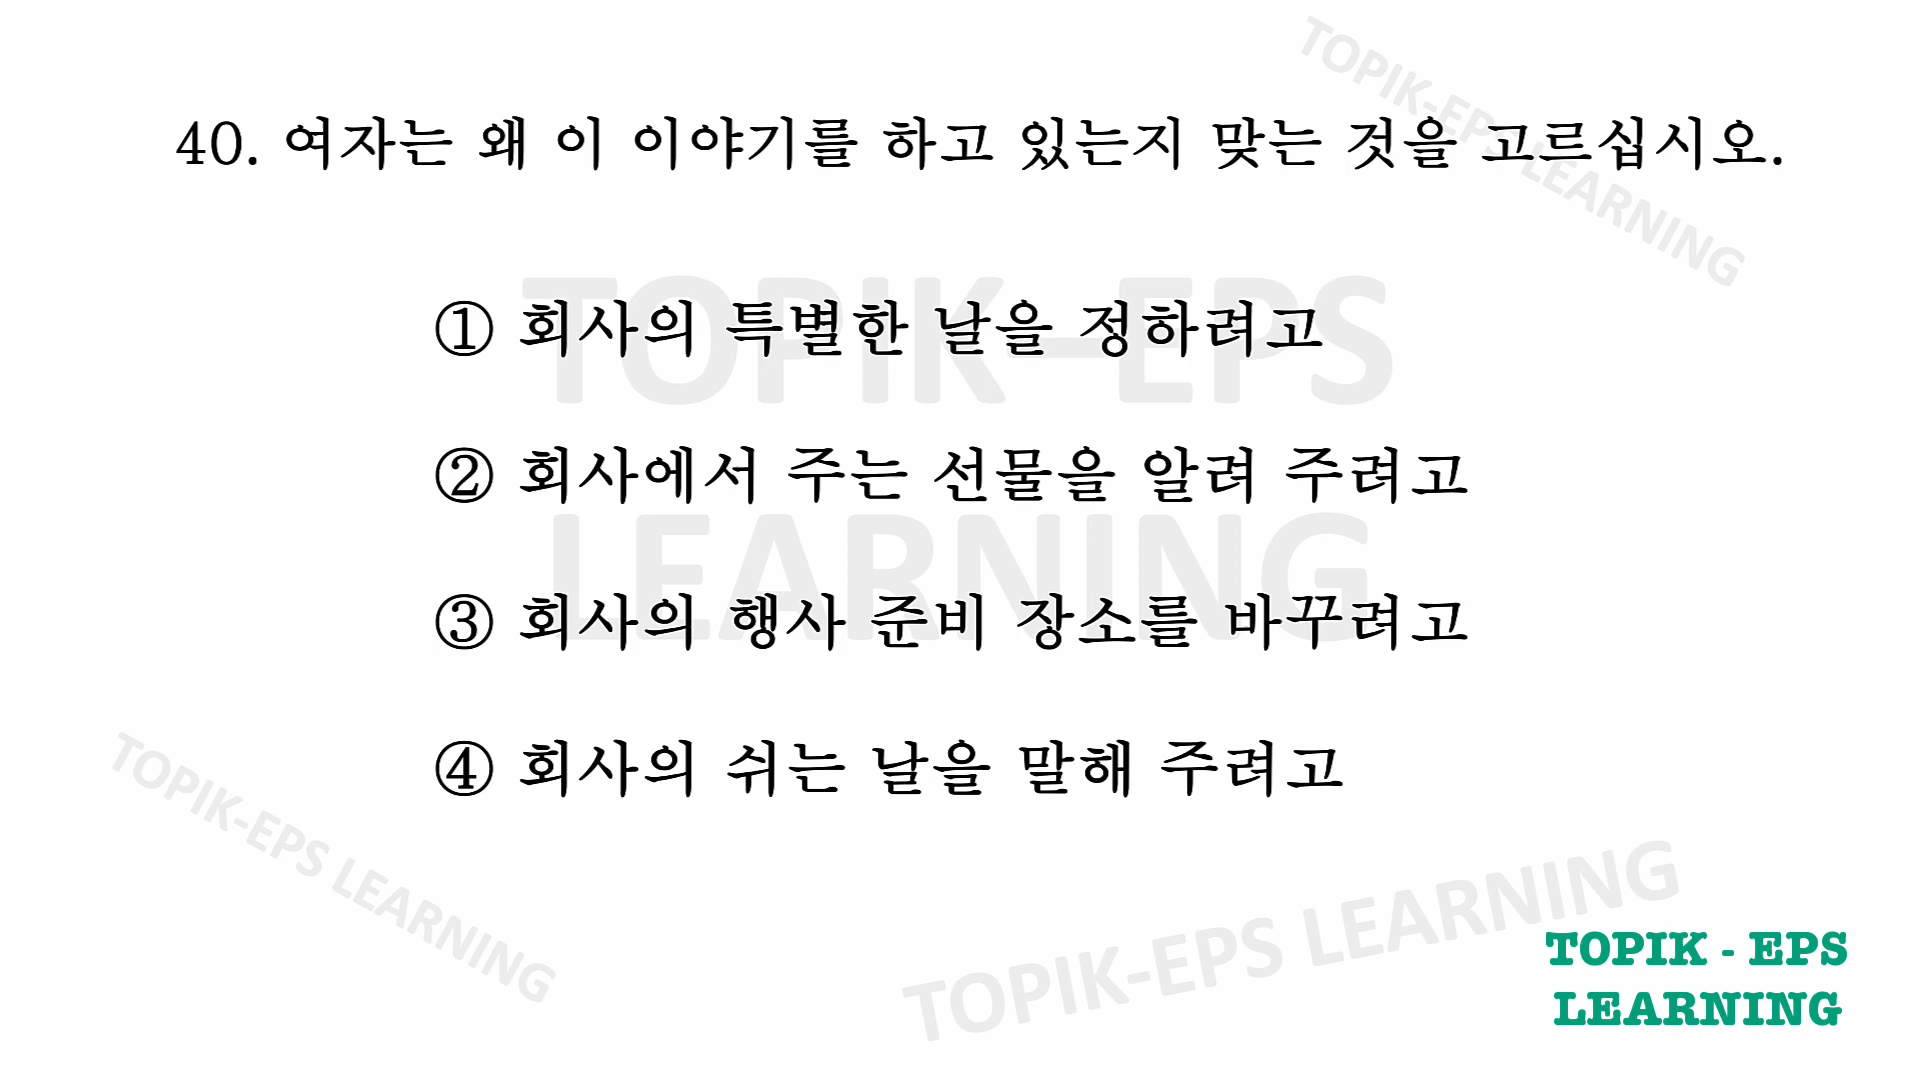 40. 여자는 왜 이 이야기를 하고 있는지 맞는 것을 고르십시오.
① 회사의 특별한 날을 정하려고
② 회사에서 주는 선물을 알려 주려고
③ 회사의 행사 준비 장소를 바꾸려고
④ 회사의 쉬는 날을 말해 주려고
TOPIK-EPS LEARNING
TOPIK-EPS
LEARNING
TOPIK-EPS LEARNING
TOPIK-EPS LEARNING
TOPIK - EPS
LEARNING